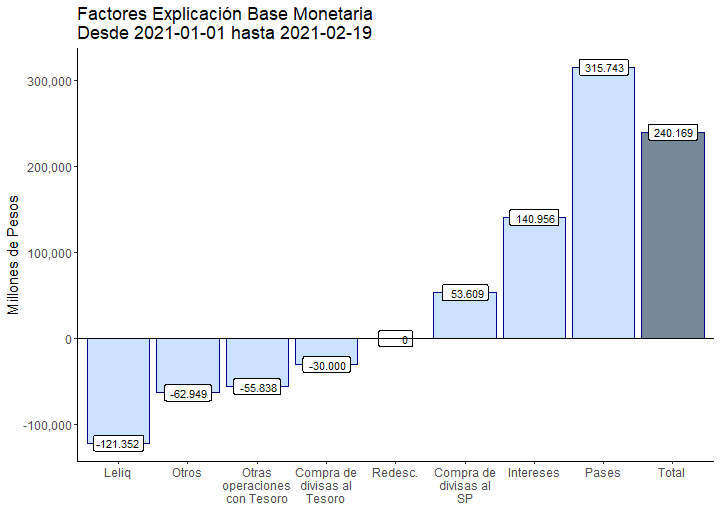 Factores Explicación Base Monetaria
Desde 2021-01-01 hasta 2021-02-19
Millones de Pesos
300,000
200,000
100,000
0
-100,000
-121.352
-62.949
-55.838
-30.000
0
53.609
140.956
315.743
240.169
Leliq
Otros
Otras
operaciones
con Tesoro
Compra de
divisas al
Tesoro
Redesc.
Compra de
divisas al
SP
Intereses
Pases
Total